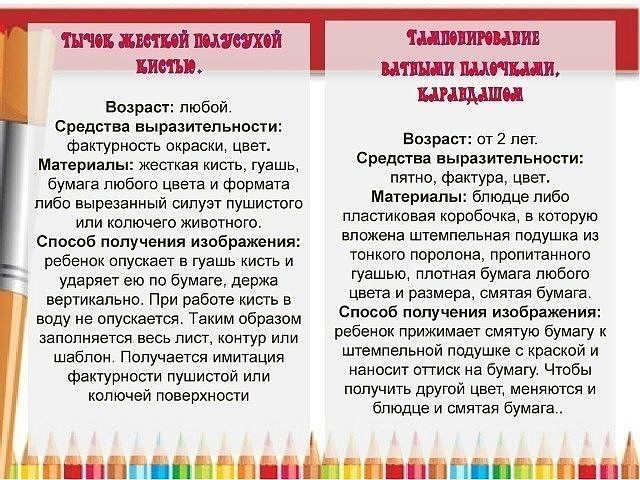 Тычок жесткой полусухой
кистью.
Возраст: любой.
Средства выразительности:
фактурность окраски, цвет.
Материалы: жесткая кисть, гуашь,
бумага любого цвета и формата
либо вырезанный силуэт пушистого
или колючего животного.
Способ получения изображения:
ребенок опускает в гуашь кисть и
ударяет ею по бумаге, держа
вертикально. При работе кисть в
воду не опускается. Таким образом
заполняется весь лист, контур или
шаблон. Получается имитация
фактурности пушистой или
колючей поверхности
Тампонирование
ватными палочками,
карандашом
Возраст: от 2 лет.
Средства выразительности:
пятно, фактура, цвет.
Материалы: блюдце либо
пластиковая коробочка, в которую
вложена штемпельная подушка из
тонкого поролона, пропитанного
гуашью, плотная бумага любого
цвета и размера, смятая бумага.
Способ получения изображения:
ребенок прижимает смятую бумагу к
штемпельной подушке с краской и
наносит оттиск на бумагу. Чтобы
получить другой цвет, меняются и
блюдце и смятая бумага..